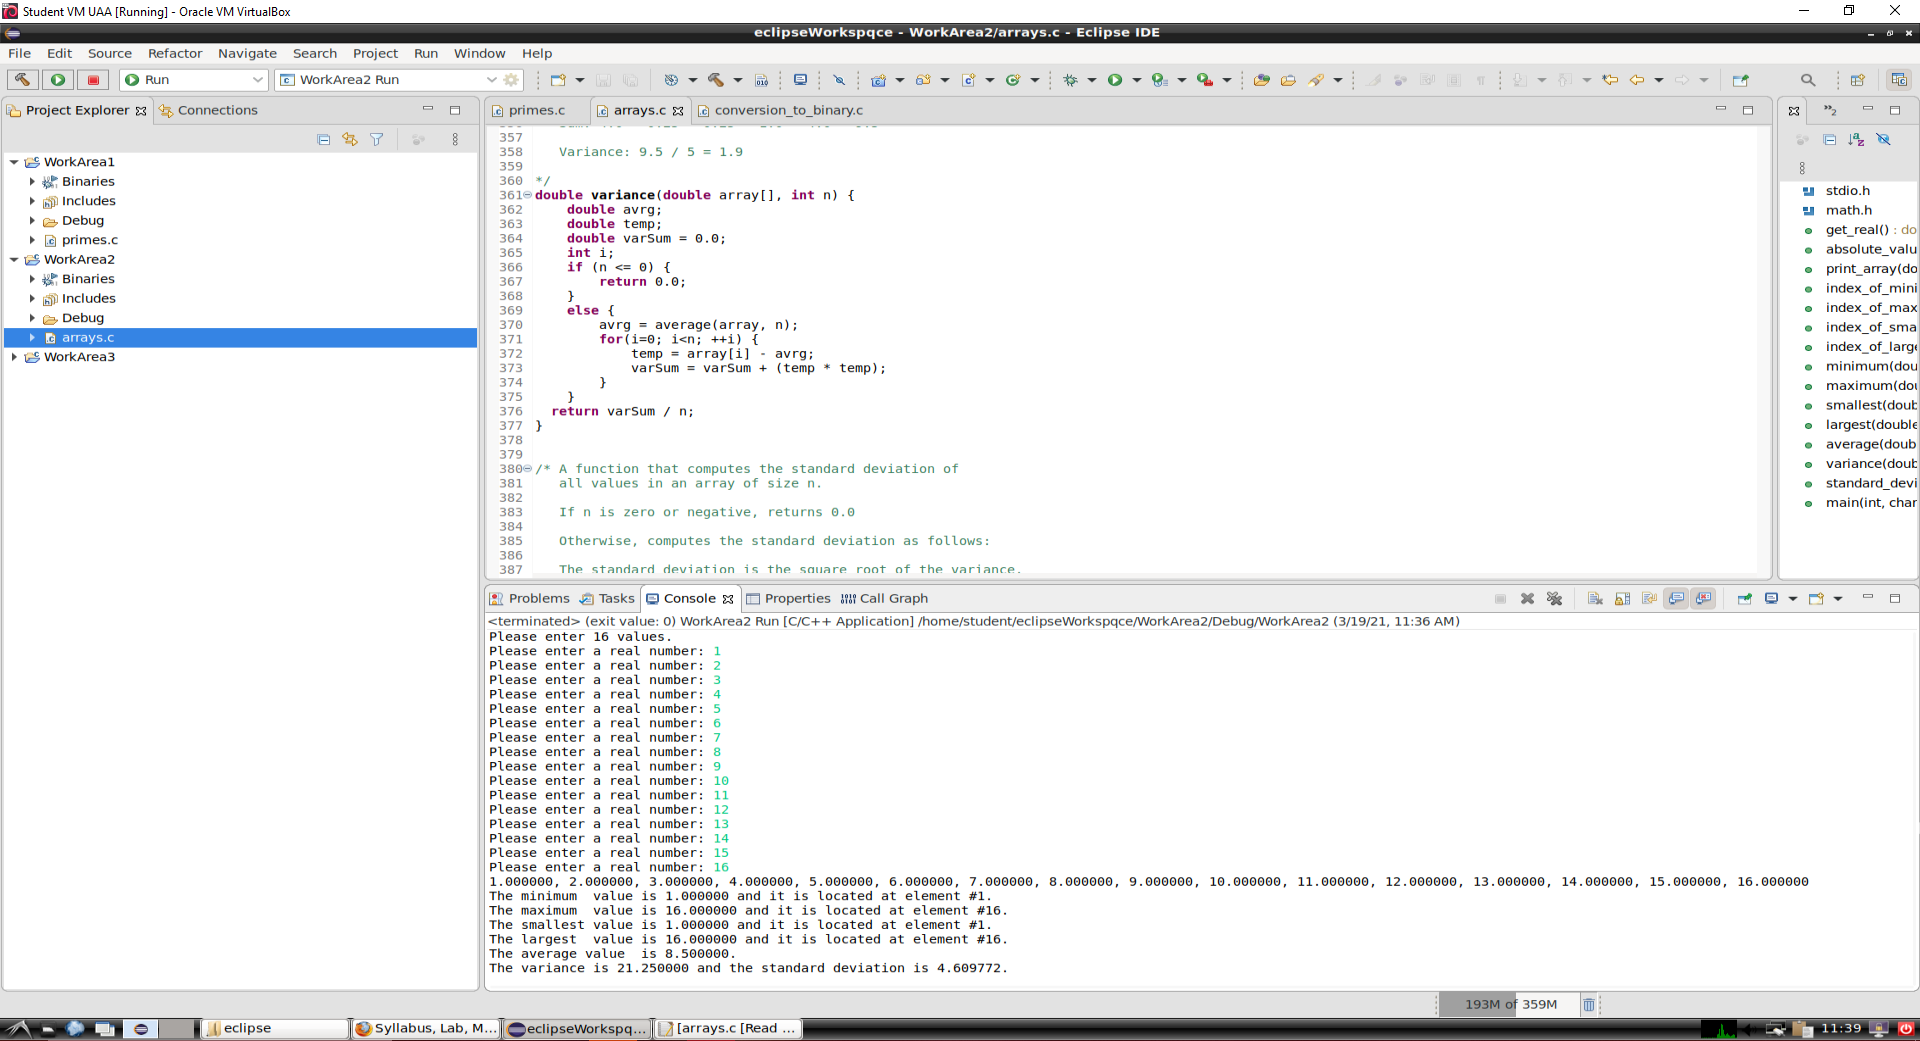 Student VM UAA [Running] - Oracle VM VirtualBox
eclipseWorkspqce - WorkArea2/arrays.c - Eclipse IDE
File Edit Source Refactor Navigate Search Project Run Window Help
Run
WorkArea2 Run
Project Explorer
Connections
WorkArea1
Binaries
Includes
Debug
primes.c
WorkArea2
Binaries
Includes
Debug
arrays.c
WorkArea3
primes.c
arrays.c
conversion_to_binary.c
357
358 Variance: 9.5 / 5 = 1.9
359
360 */
361 double variance(double array[], int n) {
362 double avrg;
363 double temp;
364 double varSum = 0.0;
365 int i;
366 if (n <= 0) {
367 return 0.0;
368 }
369 else {
370 avrg = average(array, n);
371 for(i=0; i<n; ++i) {
372 temp = array[i] - avrg;
373 varSum = varSum + (temp * temp);
374 }
375 }
376 return varSum / n;
377 }
378
379
380 /* A function that computes the standard deviation of
381 all values in an array of size n.
382
383 If n is zero or negative, returns 0.0
384
385 Otherwise, computes the standard deviation as follows:
386
387 The standard deviation is the square root of the variance.
stdio.h
math.h
get_real() : do
absolute_valu
print_array(do
index_of_mini
index_of_max
index_of_sma
index_of_larg
minimum(dou
maximum(dou
smallest(doub
largest(double
average(doub
variance(doub
standard_devi
main(int, char
Problems
Tasks
Console
Properties
Call Graph
<terminated> (exit value: 0) WorkArea2 Run [C/C++ Application] /home/student/eclipseWorkspqce/WorkArea2/Debug/WorkArea2 (3/19/21, 11:36 AM)
Please enter 16 values.
Please enter a real number: 1
Please enter a real number: 2
Please enter a real number: 3
Please enter a real number: 4
Please enter a real number: 5
Please enter a real number: 6
Please enter a real number: 7
Please enter a real number: 8
Please enter a real number: 9
Please enter a real number: 10
Please enter a real number: 11
Please enter a real number: 12
Please enter a real number: 13
Please enter a real number: 14
Please enter a real number: 15
Please enter a real number: 16
1.000000, 2.000000, 3.000000, 4.000000, 5.000000, 6.000000, 7.000000, 8.000000, 9.000000, 10.000000, 11.000000, 12.000000, 13.000000, 14.000000, 15.000000, 16.000000
The minimum  value is 1.000000 and it is located at element #1.
The maximum  value is 16.000000 and it is located at element #16.
The smallest value is 1.000000 and it is located at element #1.
The largest  value is 16.000000 and it is located at element #16.
The average value  is 8.500000.
The variance is 21.250000 and the standard deviation is 4.609772.
193M of 359M
eclipse
Syllabus, Lab, M...
eclipseWorkspq...
[arrays.c [Read ...
11:39